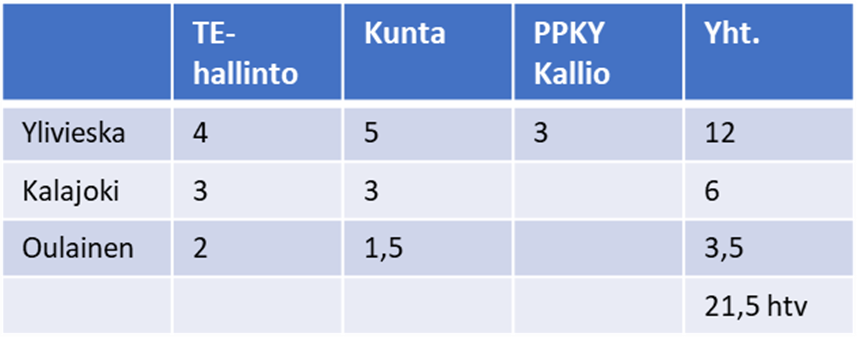 TE-hallinto Kunta PPKY Kallio Yht.
Ylivieska 4 5 3 12
Kalajoki 3 3 6
Oulainen 2 1,5 3,5
21,5 htv